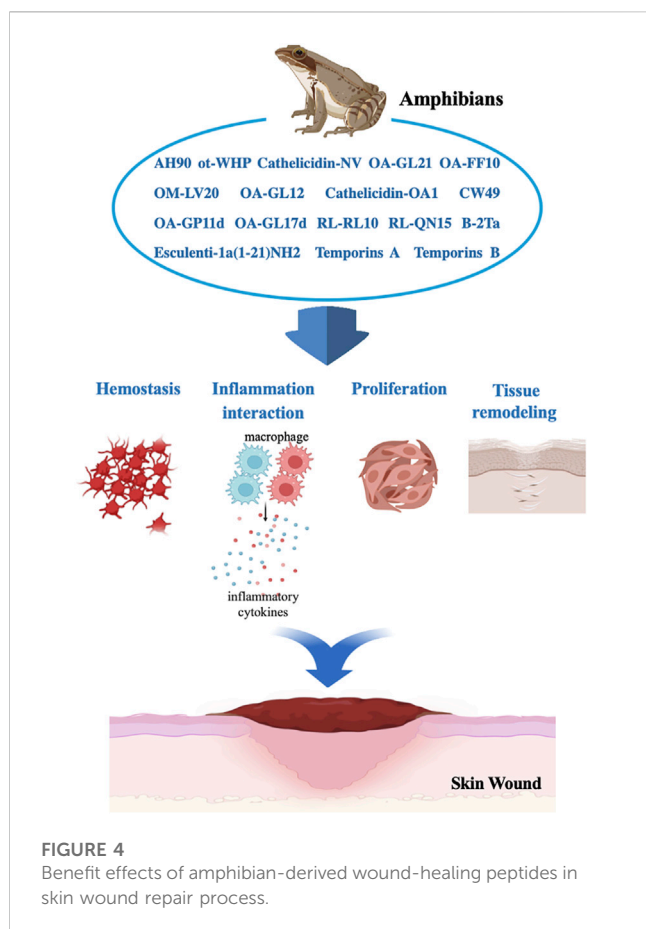 Amphibians
AH90 ot-WHP Cathelicidin-NV OA-GL21 OA-FF10
OM-LV20 OA-GL12 Cathelicidin-OA1 CW49
OA-GP11d OA-GL17d RL-RL10 RL-QN15 B-2Ta
Esculenti-1a(1-21)NH2 Temporins A Temporins B
Hemostasis
Inflammation
interaction
Proliferation
Tissue
remodeling
macrophage
inflammatory
cytokines
Skin Wound
FIGURE 4
Benefit effects of amphibian-derived wound-healing peptides in
skin wound repair process.